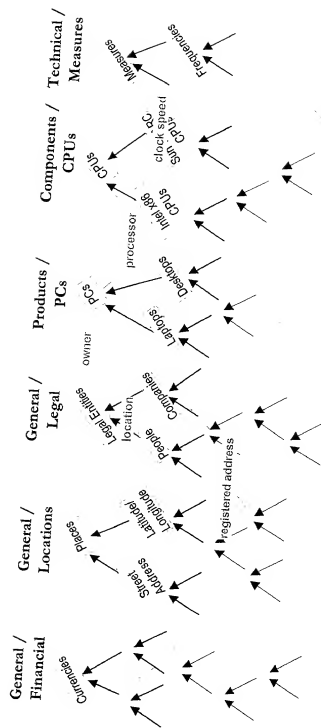 General /
Financial
General /
Locations
General /
Legal
Products /
PCs
Components /
CPUs
Technical /
Measures
Currencies
Places
Street
Address
Latitude/
Longitude
registered address
Legal Entities
location
People
Companies
owner
PCs
Laptops
Desktops
processor
CPUs
Intel x86
CPUs
Sun
CPUs
clock speed
Measures
Frequencies